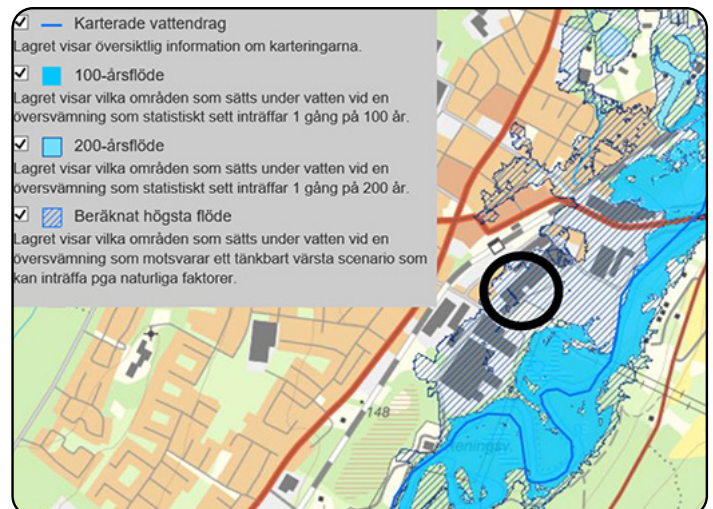 Karterade vattendrag
Lagret visar översiktlig information om karteringarna.
100-årsflöde
Lagret visar vilka områden som sätts under vatten vid en
översvämning som statistiskt sett inträffar 1 gång på 100 år.
200-årsflöde
Lagret visar vilka områden som sätts under vatten vid en
översvämning som statistiskt sett inträffar 1 gång på 200 år.
Beräknat högsta flöde
Lagret visar vilka områden som sätts under vatten vid en
översvämning som motsvarar ett tänkbart värsta scenario som
kan inträffa pga naturliga faktorer.
148
Reningsv.